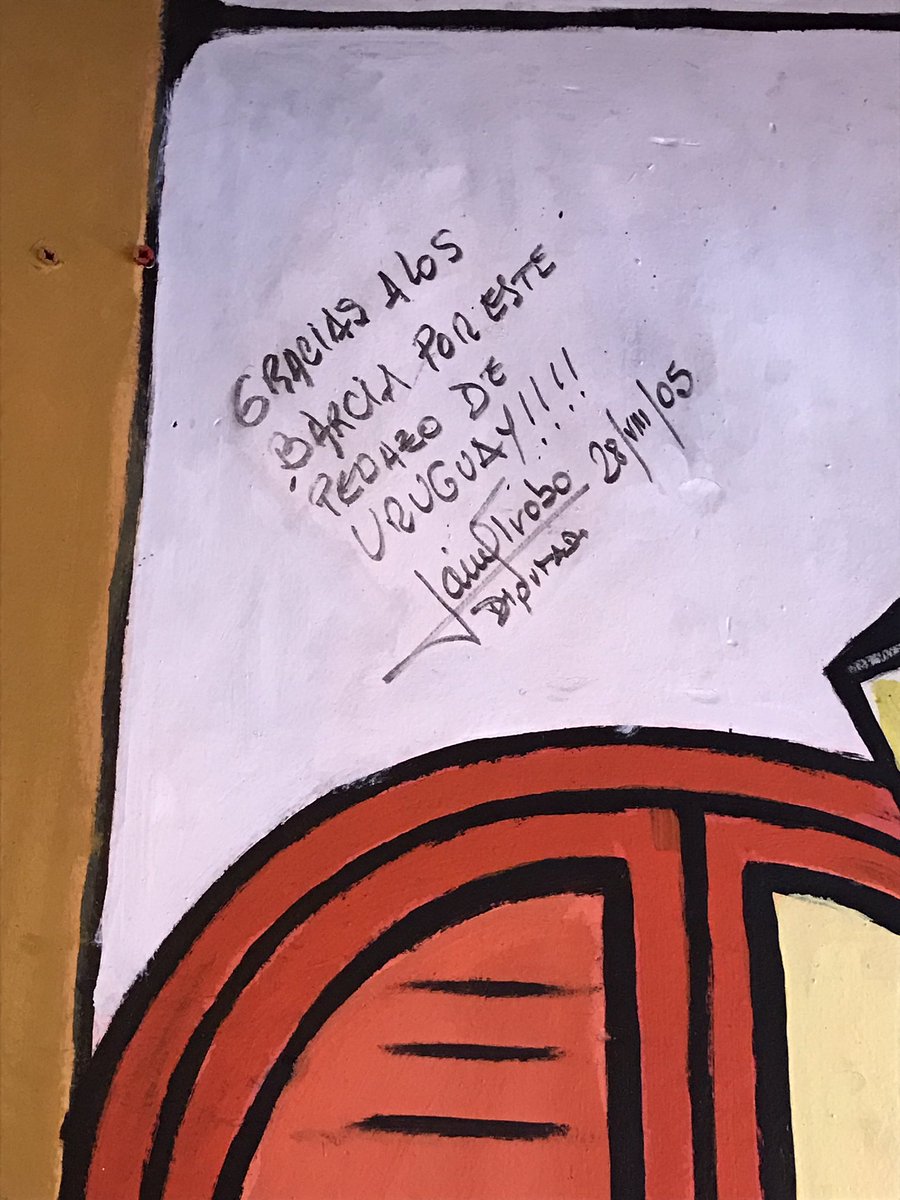 GRACIAS A LOS
BARCIA POR ESTE
PEDAZO DE
URUGUAY!!!!
Jaime Trobo 28/VIII/05
Diputado